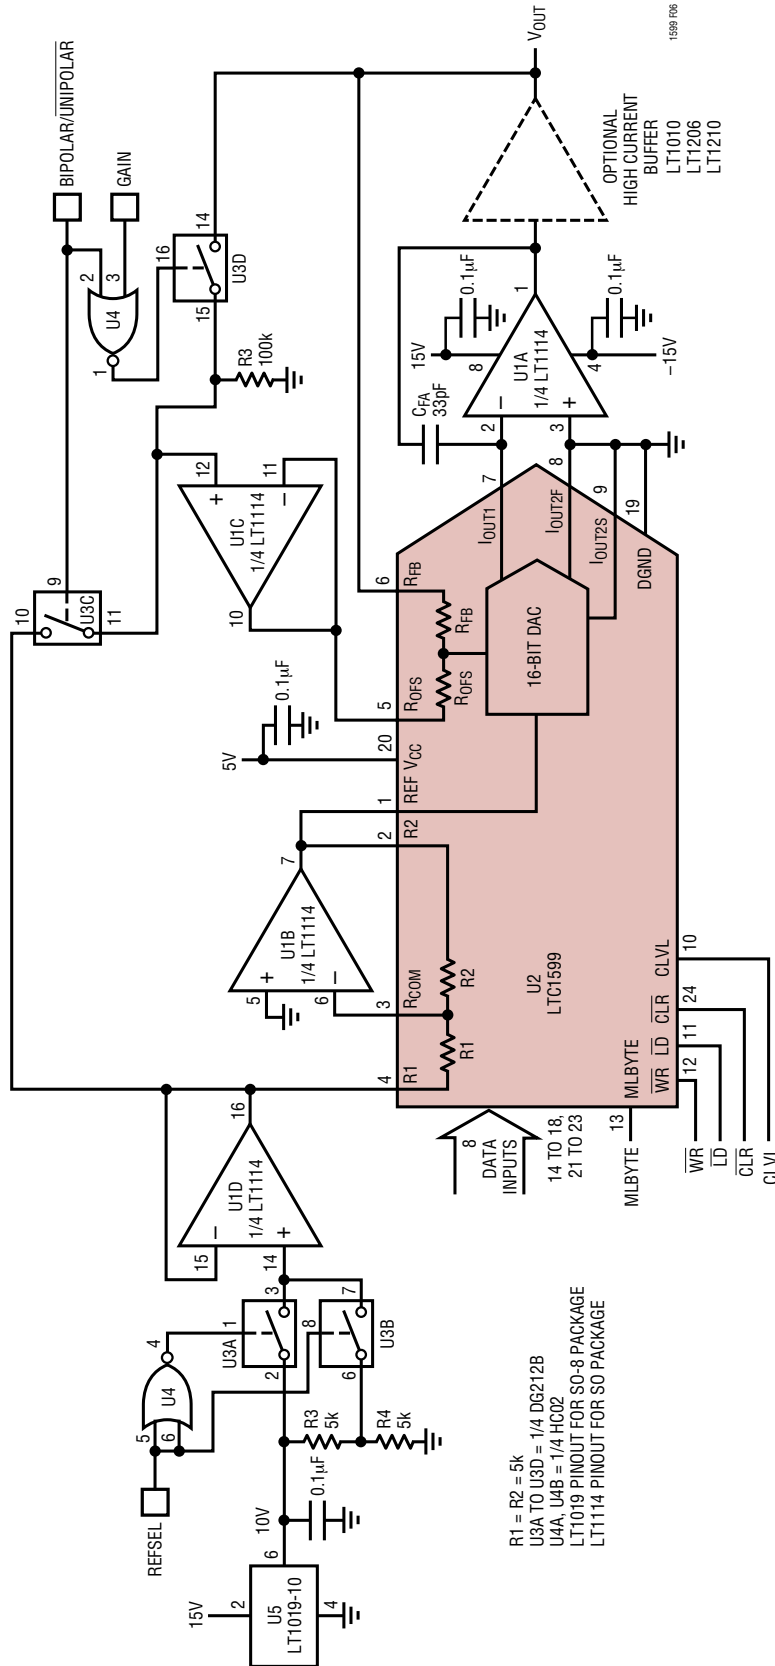 REFSEL
5
6
U4
4
15V
2
U5
LT1019-10
4
6
10V
0.1µF
R3
5k
R4
5k
2
U3A
1
3
6
8
U3B
7
15
14
–
+
U1D
1/4 LT1114
16
5
6
+
–
U1B
1/4 LT1114
7
5V
0.1µF
10
9
U3C
11
10
U1C
1/4 LT1114
+
–
12
11
R3
100k
15
16
U3D
14
1
U4
2
3
BIPOLAR/UNIPOLAR
GAIN
4
R1
3
RCOM
2
R2
1
REF
20
VCC
5
ROFS
6
RFB
R1
R2
ROFS
RFB
16-BIT DAC
U2
LTC1599
IOUT1
7
IOUT2F
8
IOUT2S
9
DGND
19
CFA
33pF
2
3
–
+
15V
8
0.1µF
U1A
1/4 LT1114
1
4
0.1µF
–15V
VOUT
OPTIONAL
HIGH CURRENT
BUFFER
LT1010
LT1206
LT1210
8
DATA
INPUTS
14 TO 18,
21 TO 23
13
MLBYTE
MLBYTE
WR
LD
CLR
CLVL
12
11
24
10
WR
LD
CLR
CLVL
R1 = R2 = 5k
U3A TO U3D = 1/4 DG212B
U4A, U4B = 1/4 HC02
LT1019 PINOUT FOR SO-8 PACKAGE
LT1114 PINOUT FOR SO PACKAGE
1599 F06